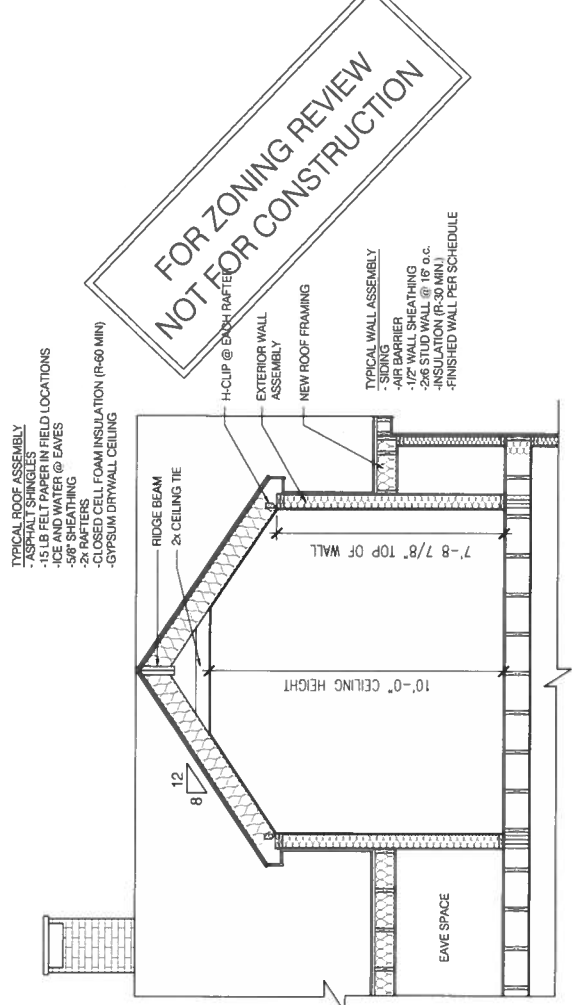 FOR ZONING REVIEW
NOT FOR CONSTRUCTION
TYPICAL ROOF ASSEMBLY
- ASPHALT SHINGLES
-15 LB FELT PAPER IN FIELD LOCATIONS
-ICE AND WATER @ EAVES
-5/8" SHEATHING
-2x RAFTERS
-CLOSED CELL FOAM INSULATION (R-60 MIN)
-GYPSUM DRYWALL CEILING
RIDGE BEAM
2x CEILING TIE
H-CLIP @ EACH RAFTER
EXTERIOR WALL
ASSEMBLY
NEW ROOF FRAMING
TYPICAL WALL ASSEMBLY
- SIDING
-AIR BARRIER
-1/2" WALL SHEATHING
-2x6 STUD WALL @ 16" o.c.
-INSULATION (R-30 MIN.)
-FINISHED WALL PER SCHEDULE
12
8
7'-8 7/8" TOP OF WALL
10'-0" CEILING HEIGHT
EAVE SPACE